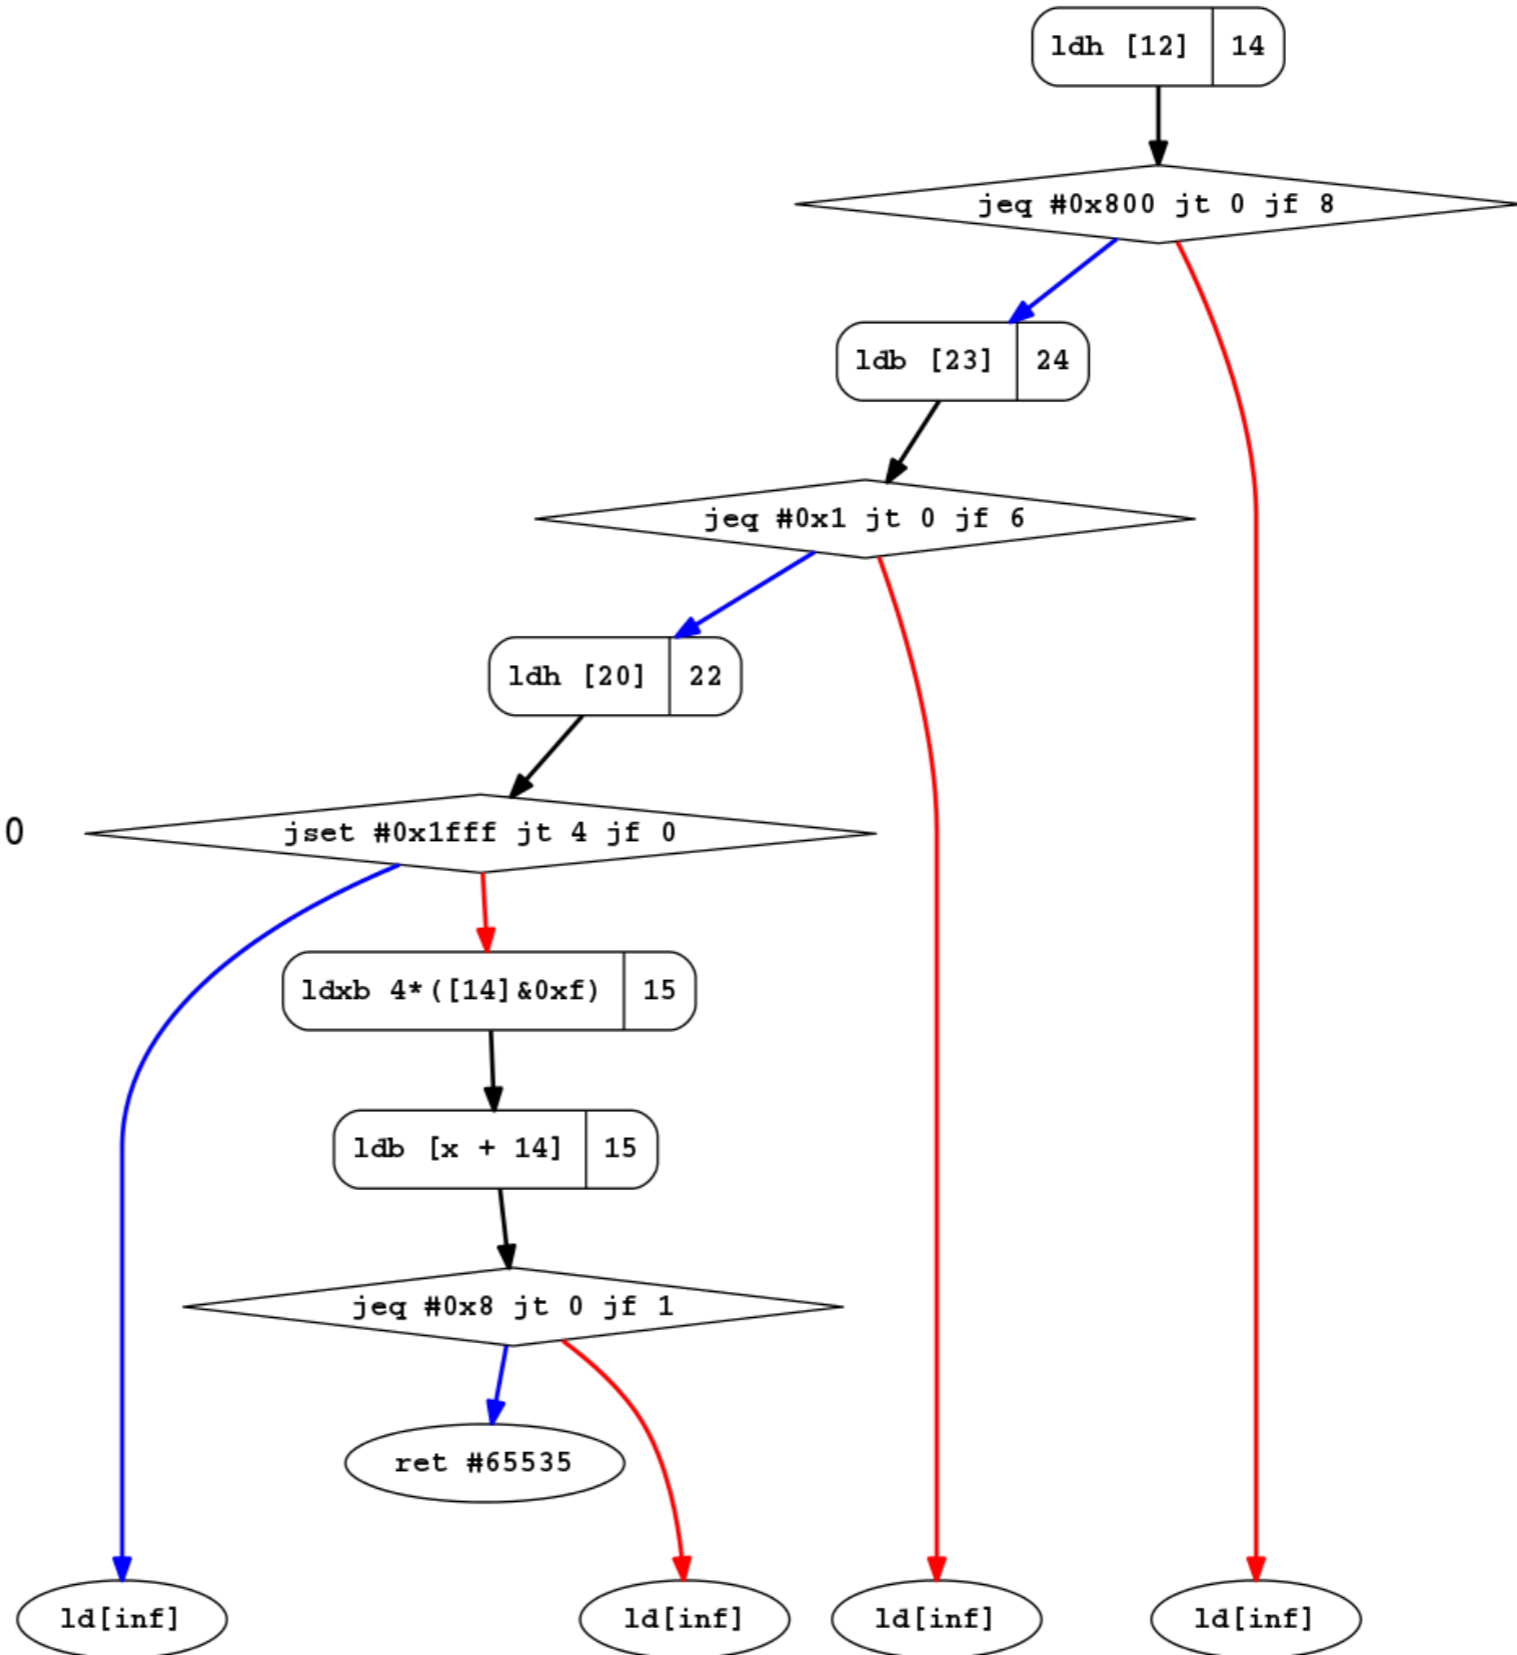 ldh [12] 14
jeq #0x800 jt 0 jf 8
ldb [23] 24
jeq #0x1 jt 0 jf 6
ldh [20] 22
0
jset #0x1fff jt 4 jf 0
ldxb 4*([14]&0xf) 15
ldb [x + 14] 15
jeq #0x8 jt 0 jf 1
ret #65535
ld[inf]
ld[inf]
ld[inf]
ld[inf]